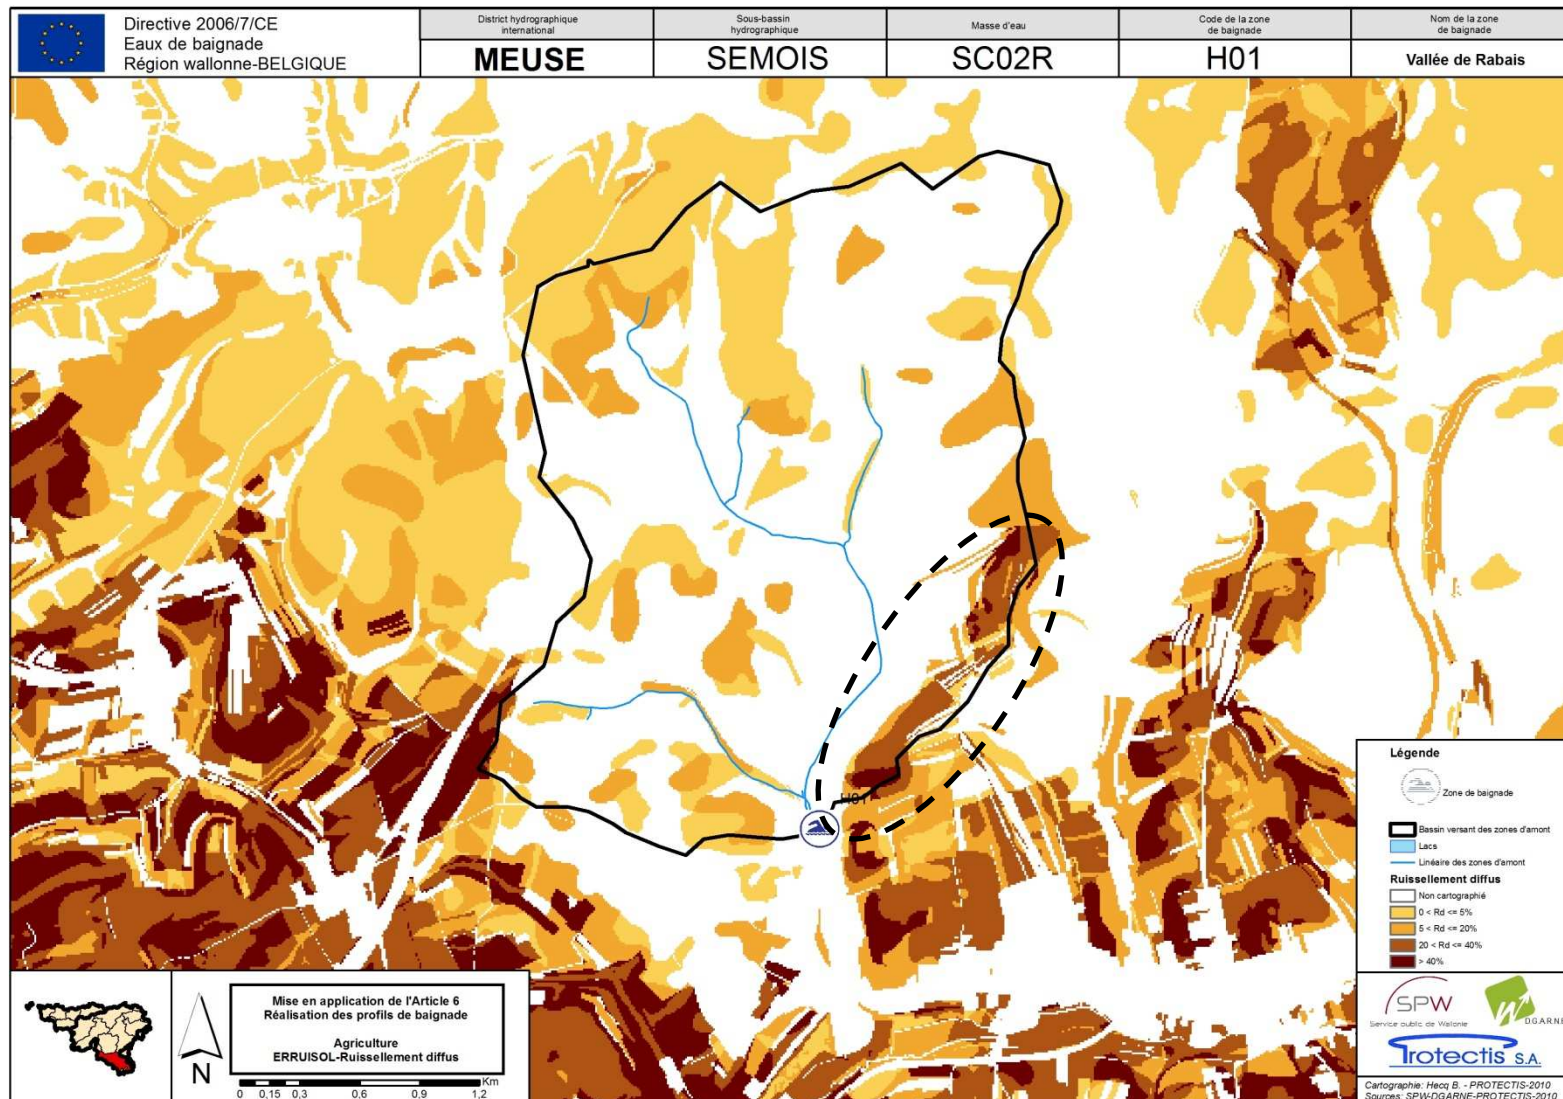 Directive 2006/7/CE
Eaux de baignade
Région wallonne-BELGIQUE
District hydrographique
international
MEUSE
Sous-bassin
hydrographique
SEMOIS
Masse d'eau
SC02R
Code de la zone
de baignade
H01
Nom de la zone
de baignade
Vallée de Rabais
H01
Légende
Zone de baignade
Bassin versant des zones d'amont
Lacs
Linéaire des zones d'amont
Ruissellement diffus
Non cartographié
0 < Rd <= 5%
5 < Rd <= 20%
20 < Rd <= 40%
> 40%
N
Mise en application de l'Article 6
Réalisation des profils de baignade
Agriculture
ERRUISOL-Ruissellement diffus
Km
0 0,15 0,3 0,6 0,9 1,2
SPW
Service public de Wallonie
DGARNE
Protectis S.A.
Cartographie: Hecq B. - PROTECTIS-2010
Sources: SPW-DGARNE-PROTECTIS-2010